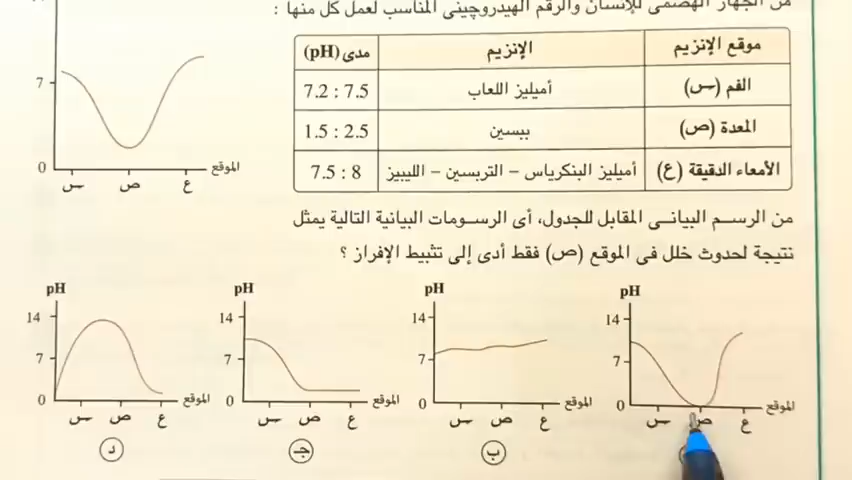 من الجهاز الهضمى للإنسان والرقم الهيدروچينى المناسب لعمل كل منها :
موقع الإنزيم الإنزيم مدى (pH)
الفم (س) أميليز اللعاب 7.2 : 7.5
المعدة (ص) ببسين 1.5 : 2.5
الأمعاء الدقيقة (ع) أميليز البنكرياس – التربسين – الليبيز 7.5 : 8
7
0
س ص ع الموقع
من الرسم البيانى المقابل للجدول، أى الرسومات البيانية التالية يمثل
نتيجة لحدوث خلل فى الموقع (ص) فقط أدى إلى تثبيط الإفراز ؟
pH
14
7
0
س ص ع الموقع
pH
14
7
0
س ص ع الموقع
ب
pH
14
7
0
س ص ع الموقع
جـ
pH
14
7
0
س ص ع الموقع
د